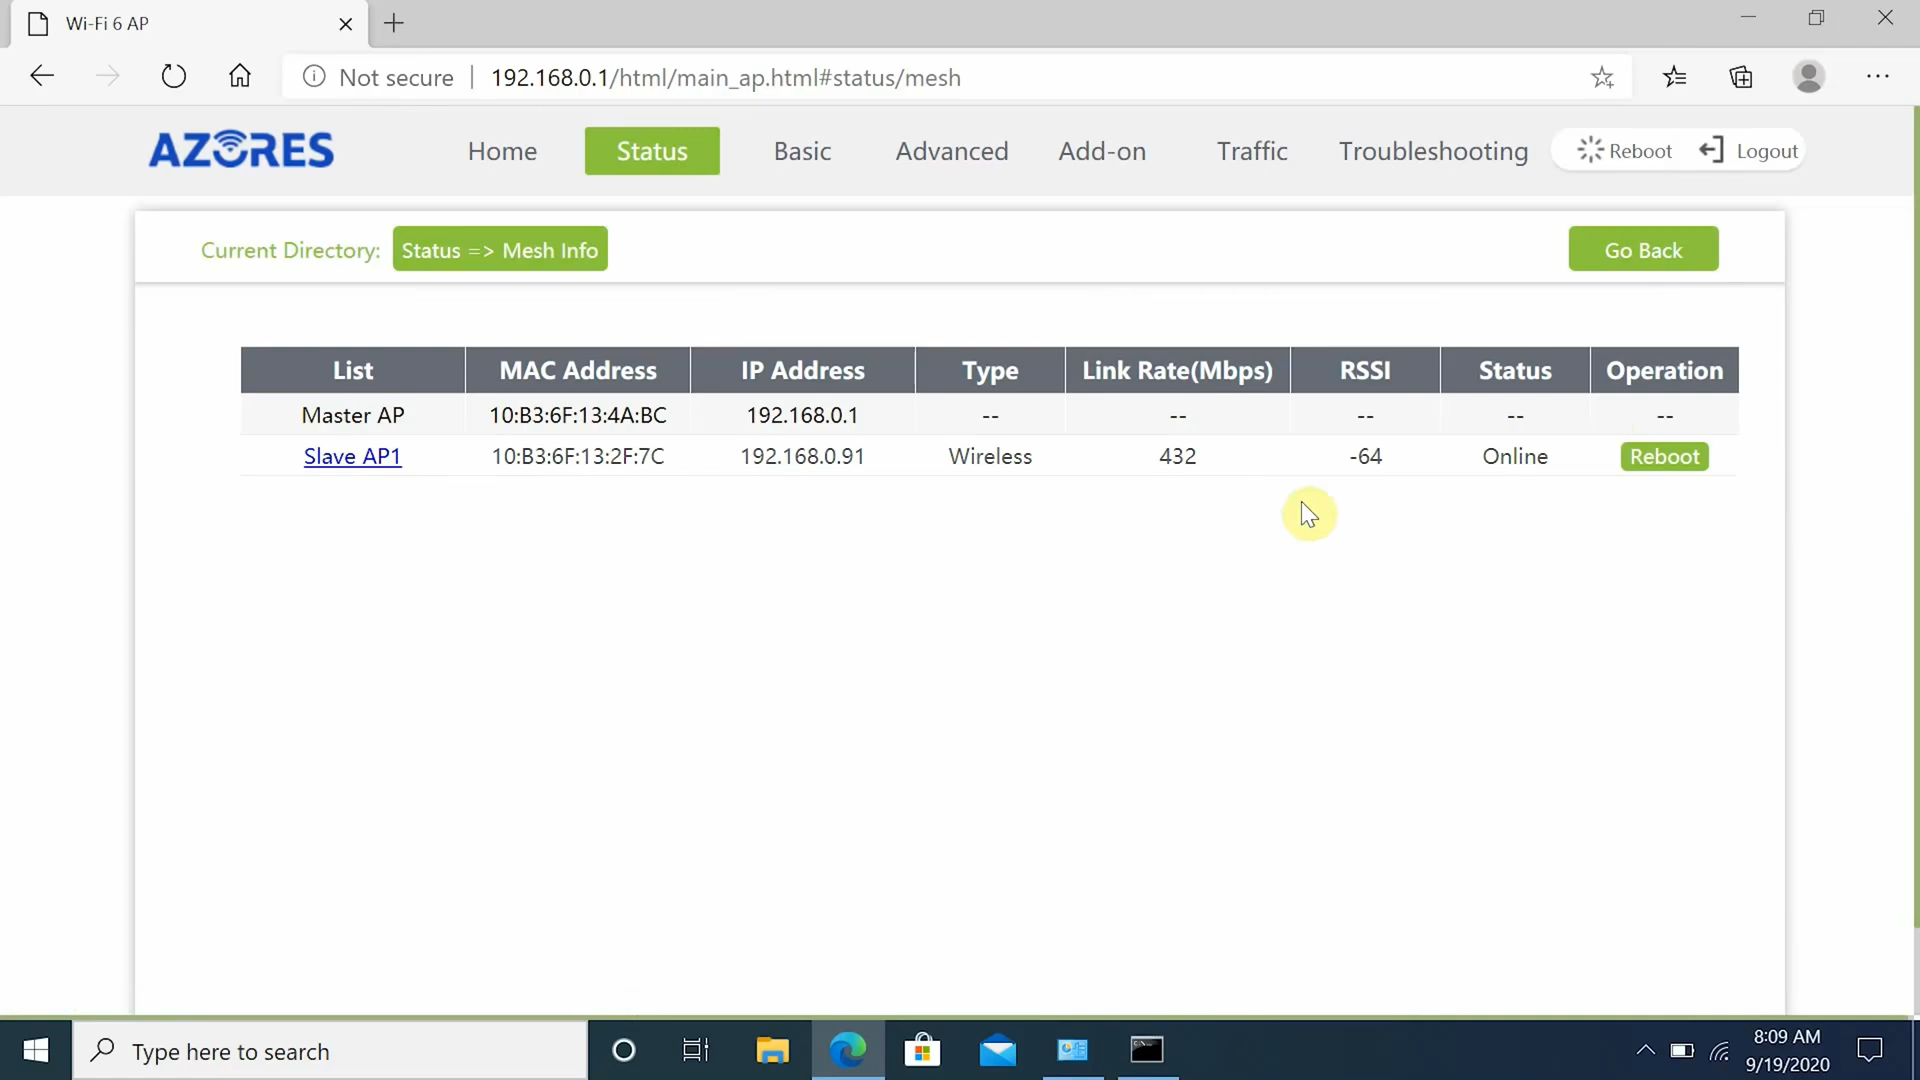 Wi-Fi 6 AP
Not secure
192.168.0.1/html/main_ap.html#status/mesh
AZORES
Home
Status
Basic
Advanced
Add-on
Traffic
Troubleshooting
Reboot
Logout
Current Directory:
Status => Mesh Info
Go Back
List MAC Address IP Address Type Link Rate(Mbps) RSSI Status Operation
Master AP 10:B3:6F:13:4A:BC 192.168.0.1 -- -- -- -- --
Slave AP1 10:B3:6F:13:2F:7C 192.168.0.91 Wireless 432 -64 Online Reboot
Type here to search
8:09 AM
9/19/2020